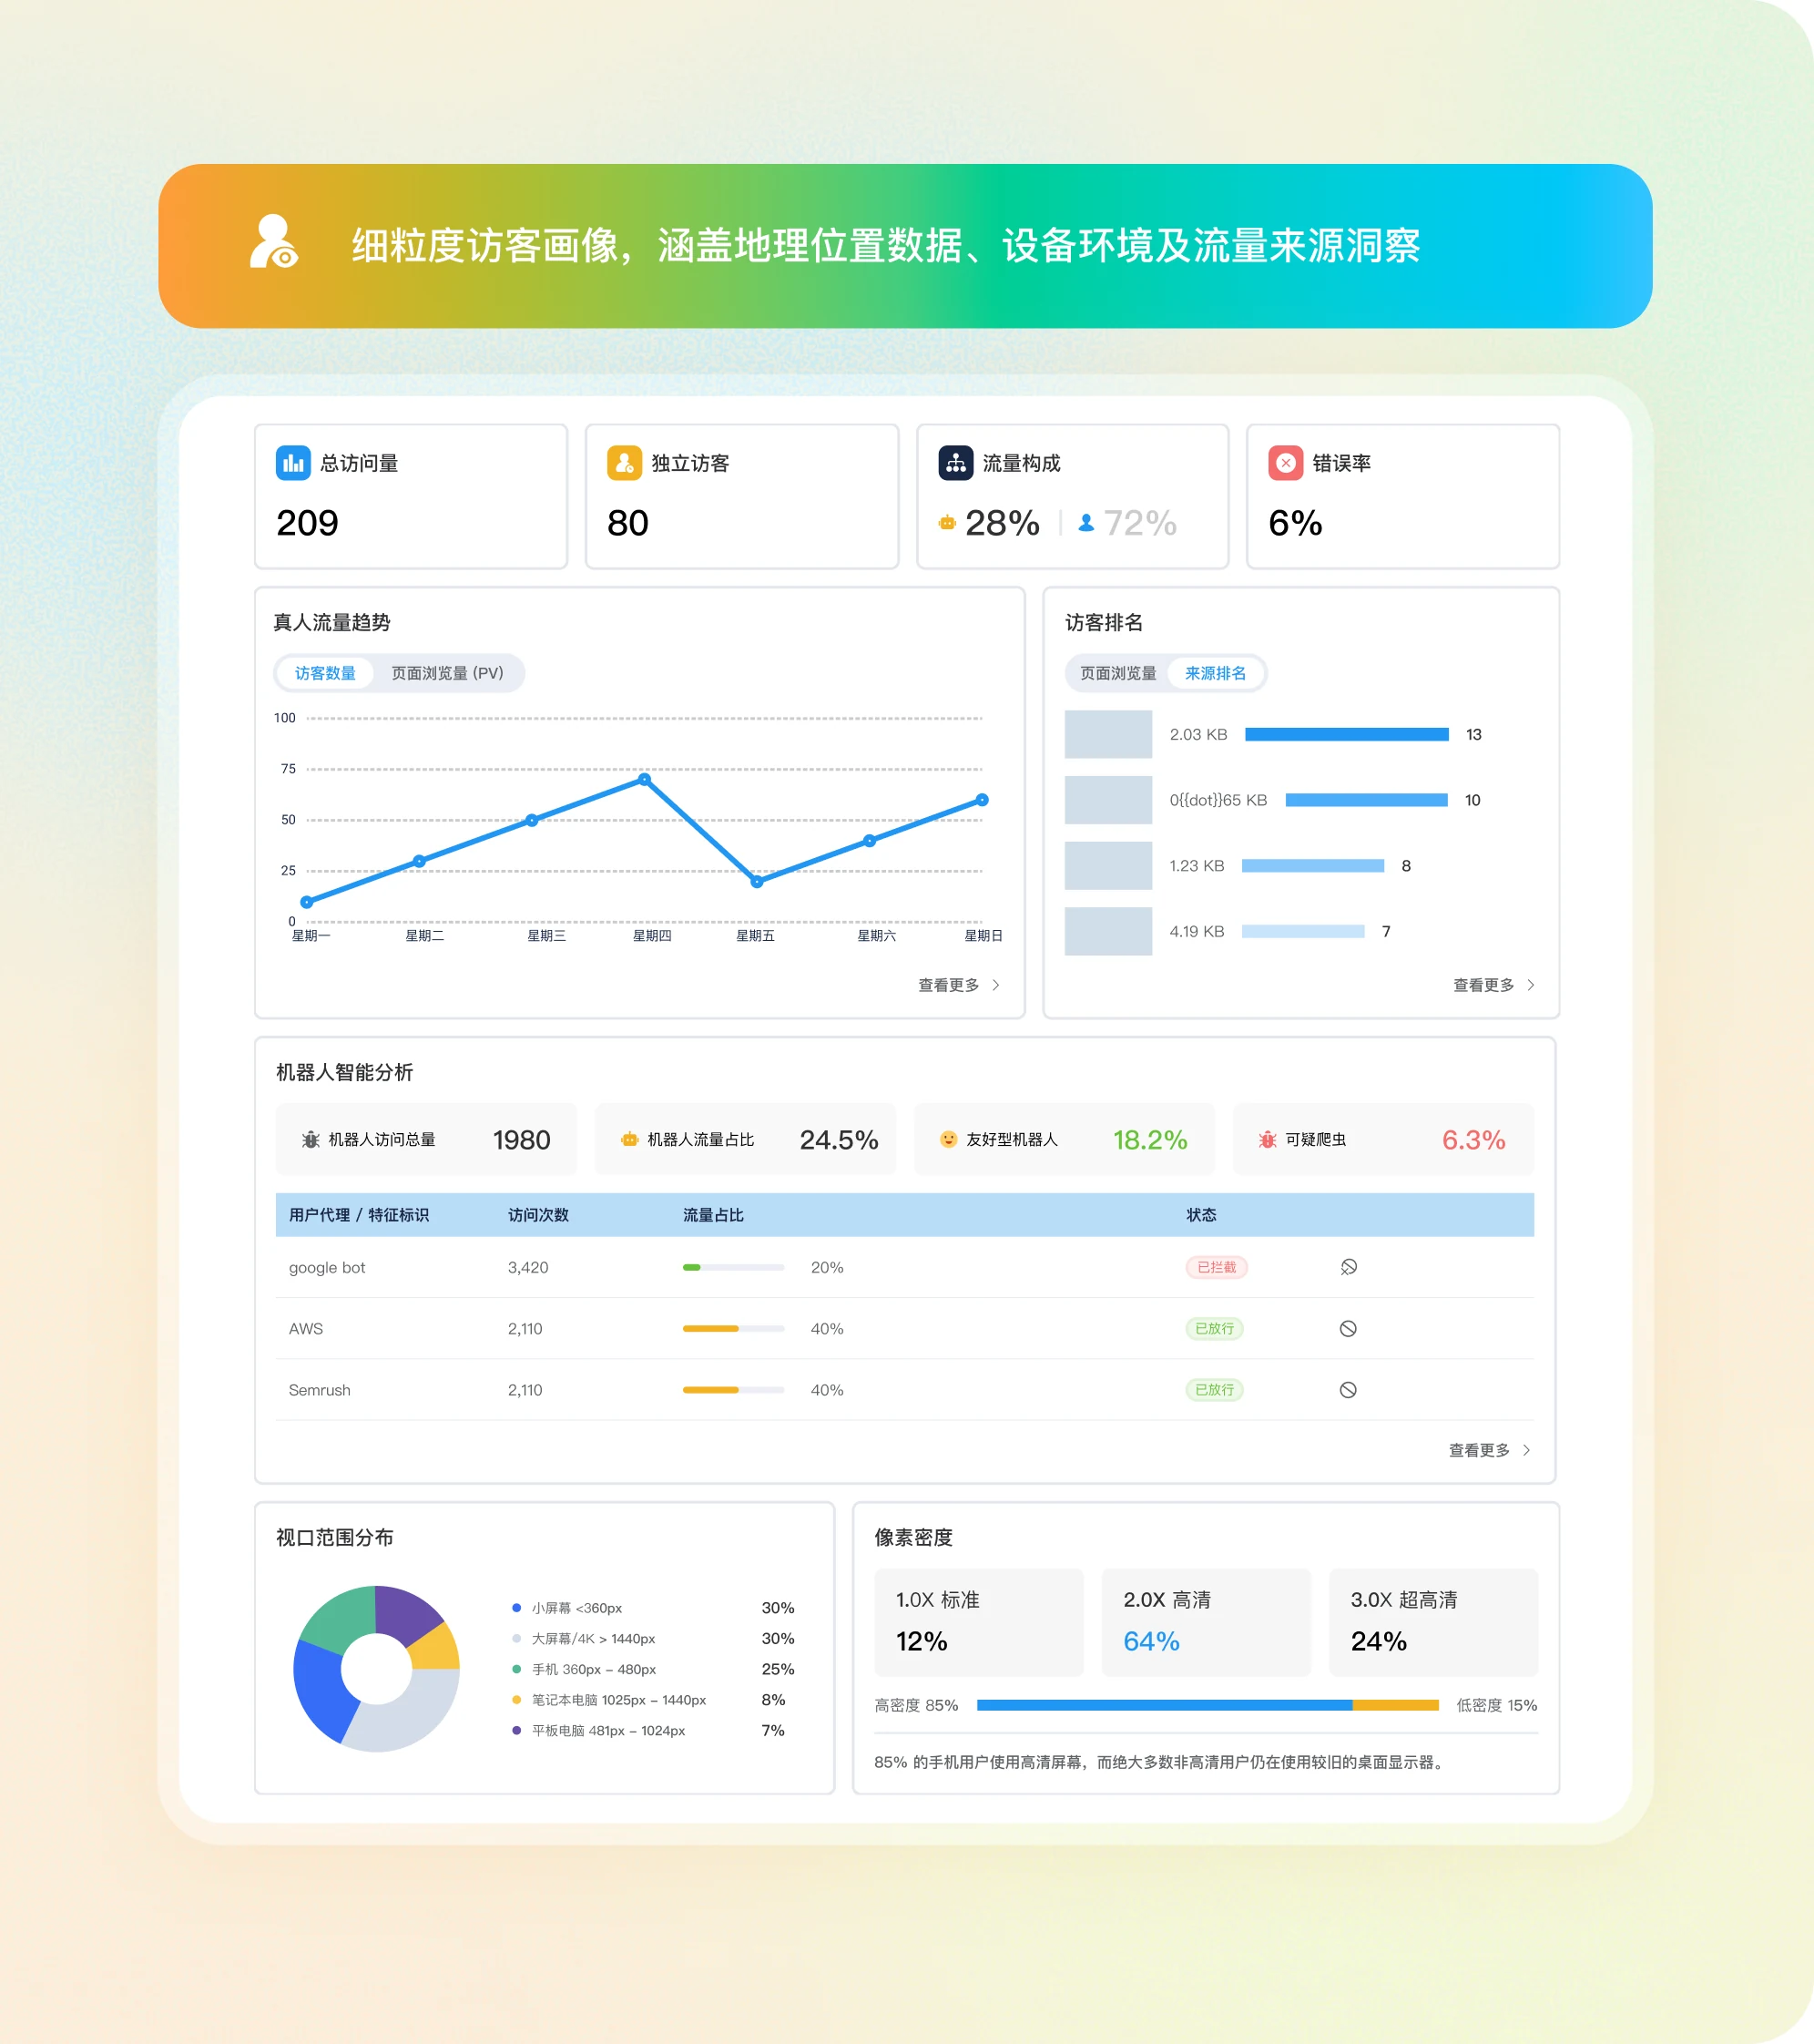 细粒度访客画像，涵盖地理位置数据、设备环境及流量来源洞察
总访问量
209
独立访客
80
流量构成
28% 72%
错误率
6%
真人流量趋势
访客数量 页面浏览量 (PV)
100
75
50
25
0
星期一 星期二 星期三 星期四 星期五 星期六 星期日
查看更多
访客排名
页面浏览量 来源排名
2.03 KB 13
0{{dot}}65 KB 10
1.23 KB 8
4.19 KB 7
查看更多
机器人智能分析
机器人访问总量 1980
机器人流量占比 24.5%
友好型机器人 18.2%
可疑爬虫 6.3%
用户代理 / 特征标识 访问次数 流量占比 状态
google bot 3,420 20% 已拦截
AWS 2,110 40% 已放行
Semrush 2,110 40% 已放行
查看更多
视口范围分布
小屏幕 <360px 30%
大屏幕/4K > 1440px 30%
手机 360px – 480px 25%
笔记本电脑 1025px – 1440px 8%
平板电脑 481px – 1024px 7%
像素密度
1.0X 标准
12%
2.0X 高清
64%
3.0X 超高清
24%
高密度 85% 低密度 15%
85% 的手机用户使用高清屏幕，而绝大多数非高清用户仍在使用较旧的桌面显示器。